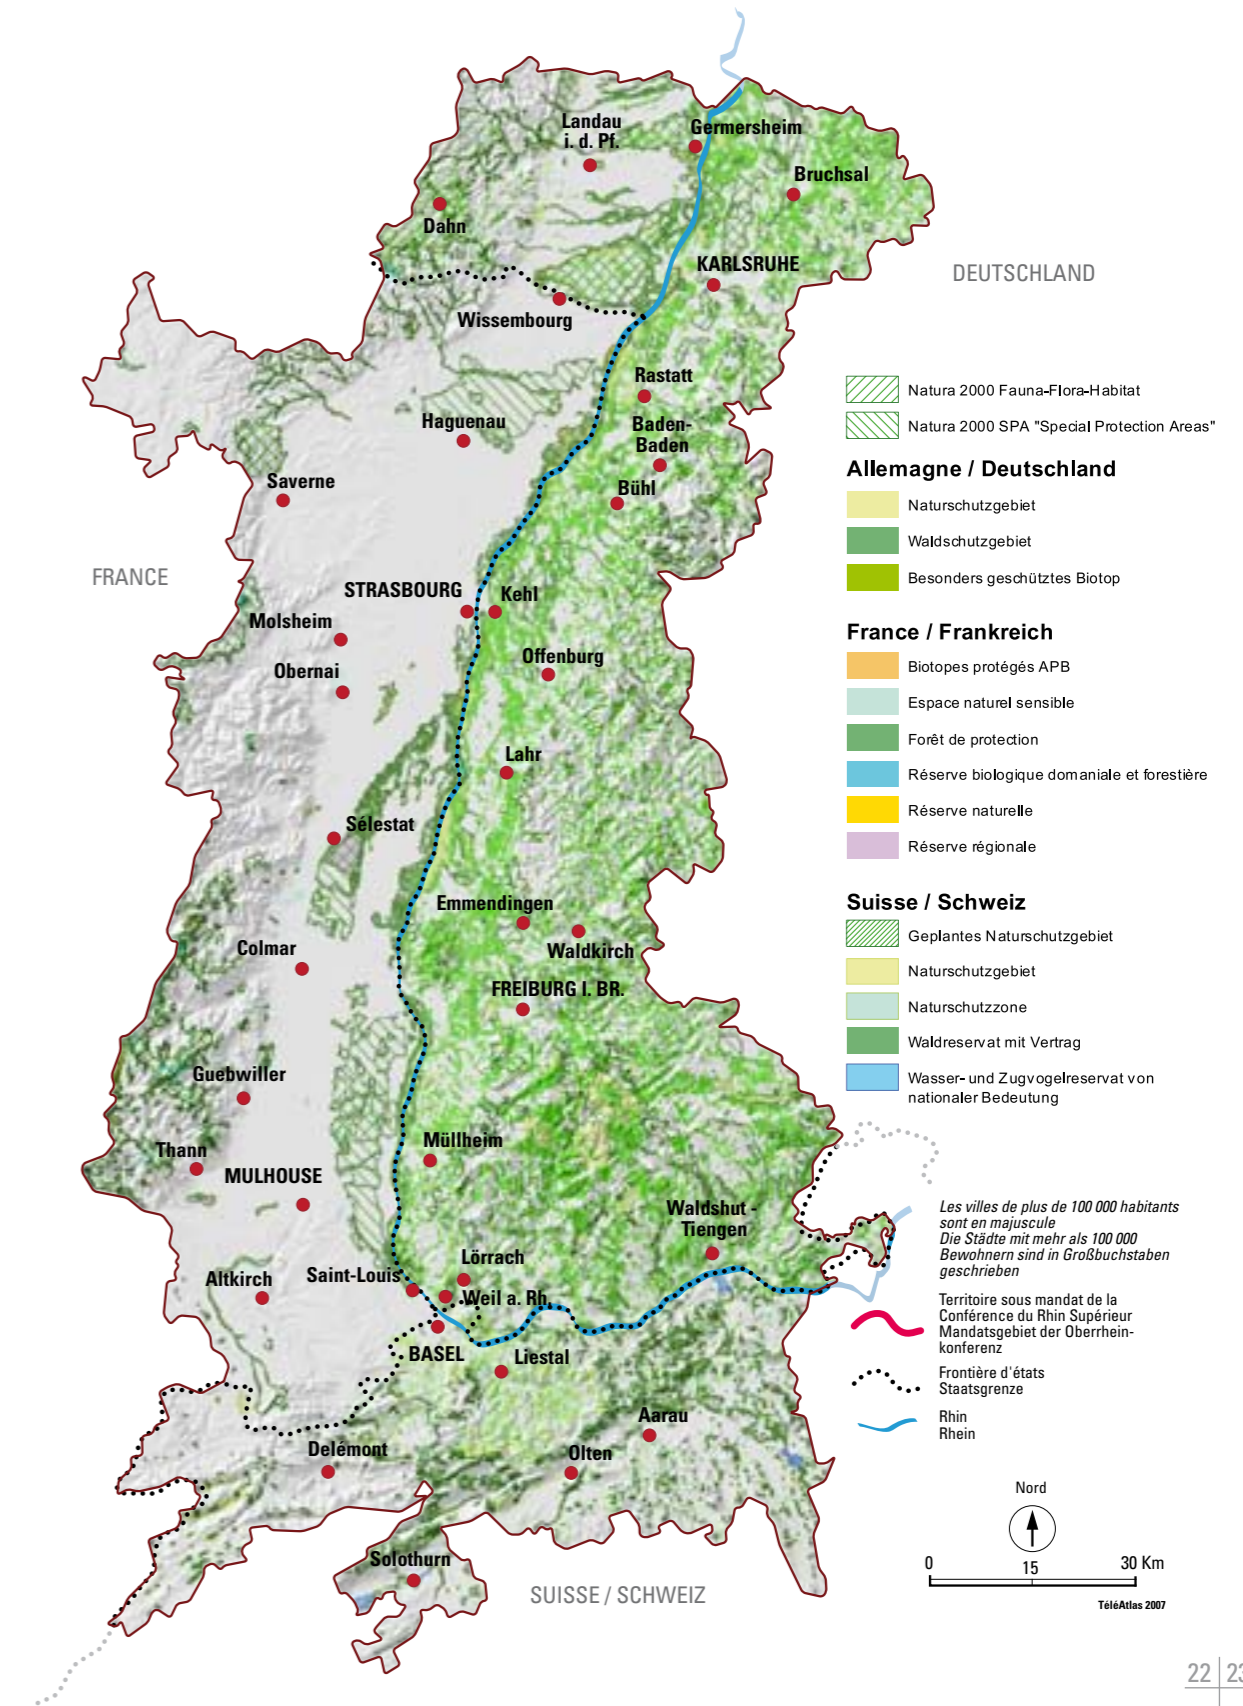 Landau
i. d. Pf.
Germersheim
Bruchsal
Dahn
KARLSRUHE
DEUTSCHLAND
Wissembourg
Rastatt
Haguenau
Baden-
Baden
Saverne
Bühl
FRANCE
STRASBOURG
Kehl
Molsheim
Offenburg
Obernai
Lahr
Sélestat
Emmendingen
Waldkirch
Colmar
FREIBURG I. BR.
Guebwiller
Thann
Müllheim
MULHOUSE
Waldshut -
Tiengen
Lörrach
Saint-Louis
Altkirch
Weil a. Rh.
BASEL
Liestal
Aarau
Delémont
Olten
Solothurn
SUISSE / SCHWEIZ
Natura 2000 Fauna-Flora-Habitat
Natura 2000 SPA "Special Protection Areas"
Allemagne / Deutschland
Naturschutzgebiet
Waldschutzgebiet
Besonders geschütztes Biotop
France / Frankreich
Biotopes protégés APB
Espace naturel sensible
Forêt de protection
Réserve biologique domaniale et forestière
Réserve naturelle
Réserve régionale
Suisse / Schweiz
Geplantes Naturschutzgebiet
Naturschutzgebiet
Naturschutzzone
Waldreservat mit Vertrag
Wasser- und Zugvogelreservat von
nationaler Bedeutung
Les villes de plus de 100 000 habitants
sont en majuscule
Die Städte mit mehr als 100 000
Bewohnern sind in Großbuchstaben
geschrieben
Territoire sous mandat de la
Conférence du Rhin Supérieur
Mandatsgebiet der Oberrhein-
konferenz
Frontière d'états
Staatsgrenze
Rhin
Rhein
Nord
0 15 30 Km
TéléAtlas 2007
22 23